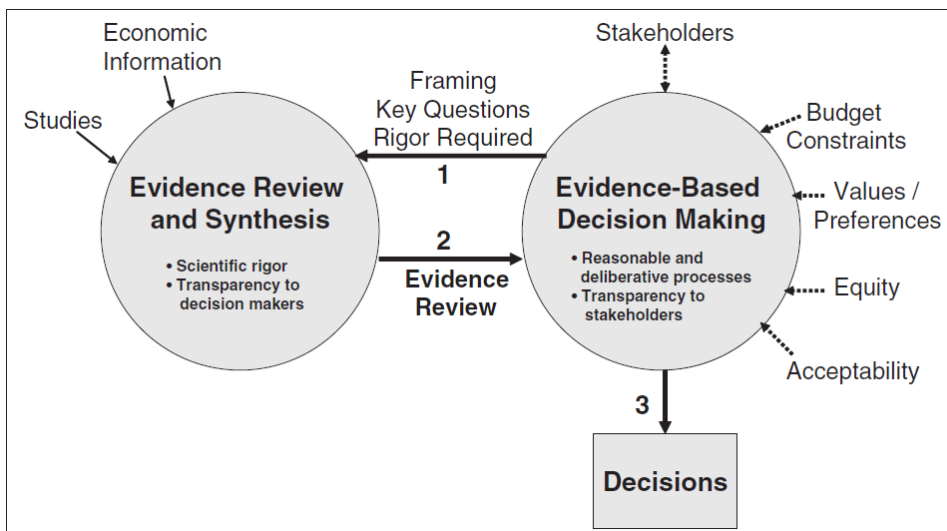 Economic
Information
Studies
Evidence Review
and Synthesis
• Scientific rigor
• Transparency to
decision makers
Framing
Key Questions
Rigor Required
1
2
Evidence
Review
Stakeholders
Evidence-Based
Decision Making
• Reasonable and
deliberative processes
• Transparency to
stakeholders
Budget
Constraints
Values /
Preferences
Equity
Acceptability
3
Decisions